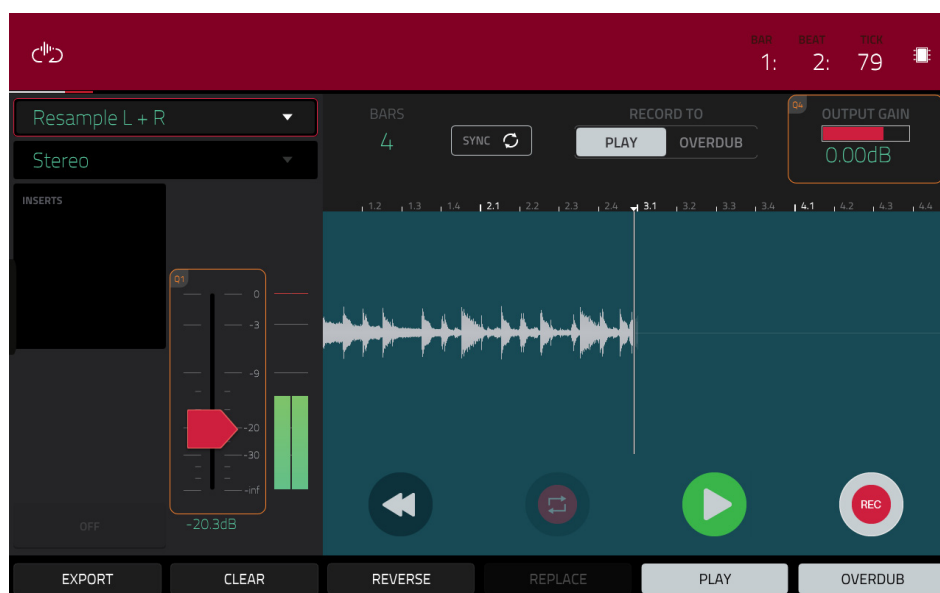 BAR BEAT TICK
1: 2: 79
Resample L + R
Stereo
INSERTS
OFF
Q1
0
-3
-9
-20
-30
-inf
-20.3dB
BARS
4
SYNC
RECORD TO
PLAY OVERDUB
Q4
OUTPUT GAIN
0.00dB
1.2 1.3 1.4 2.1 2.2 2.3 2.4 3.1 3.2 3.3 3.4 4.1 4.2 4.3 4.4
REC
EXPORT CLEAR REVERSE REPLACE PLAY OVERDUB